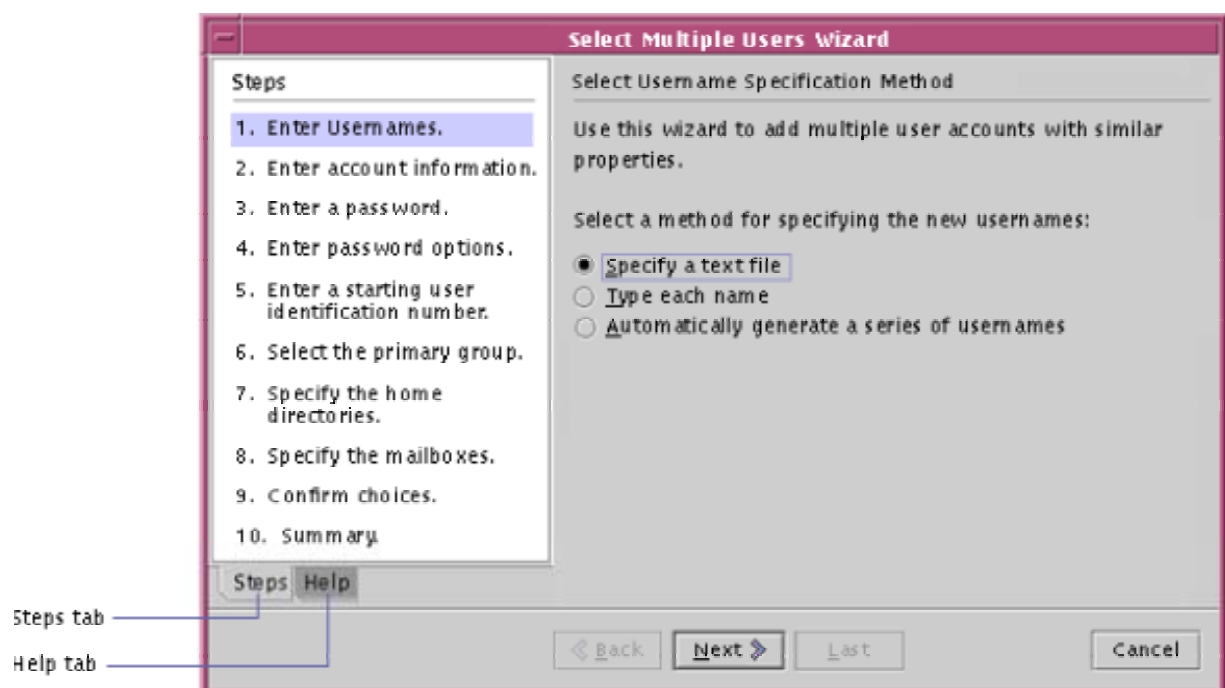 Select Multiple Users Wizard
Steps
1. Enter Usernames.
2. Enter account information.
3. Enter a password.
4. Enter password options.
5. Enter a starting user
identification number.
6. Select the primary group.
7. Specify the home
directories.
8. Specify the mailboxes.
9. Confirm choices.
10. Summary.
Steps Help
Select Username Specification Method
Use this wizard to add multiple user accounts with similar
properties.
Select a method for specifying the new usernames:
Specify a text file
Type each name
Automatically generate a series of usernames
Back Next Last Cancel
Steps tab
Help tab